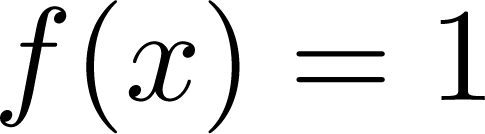 f(x) = 1